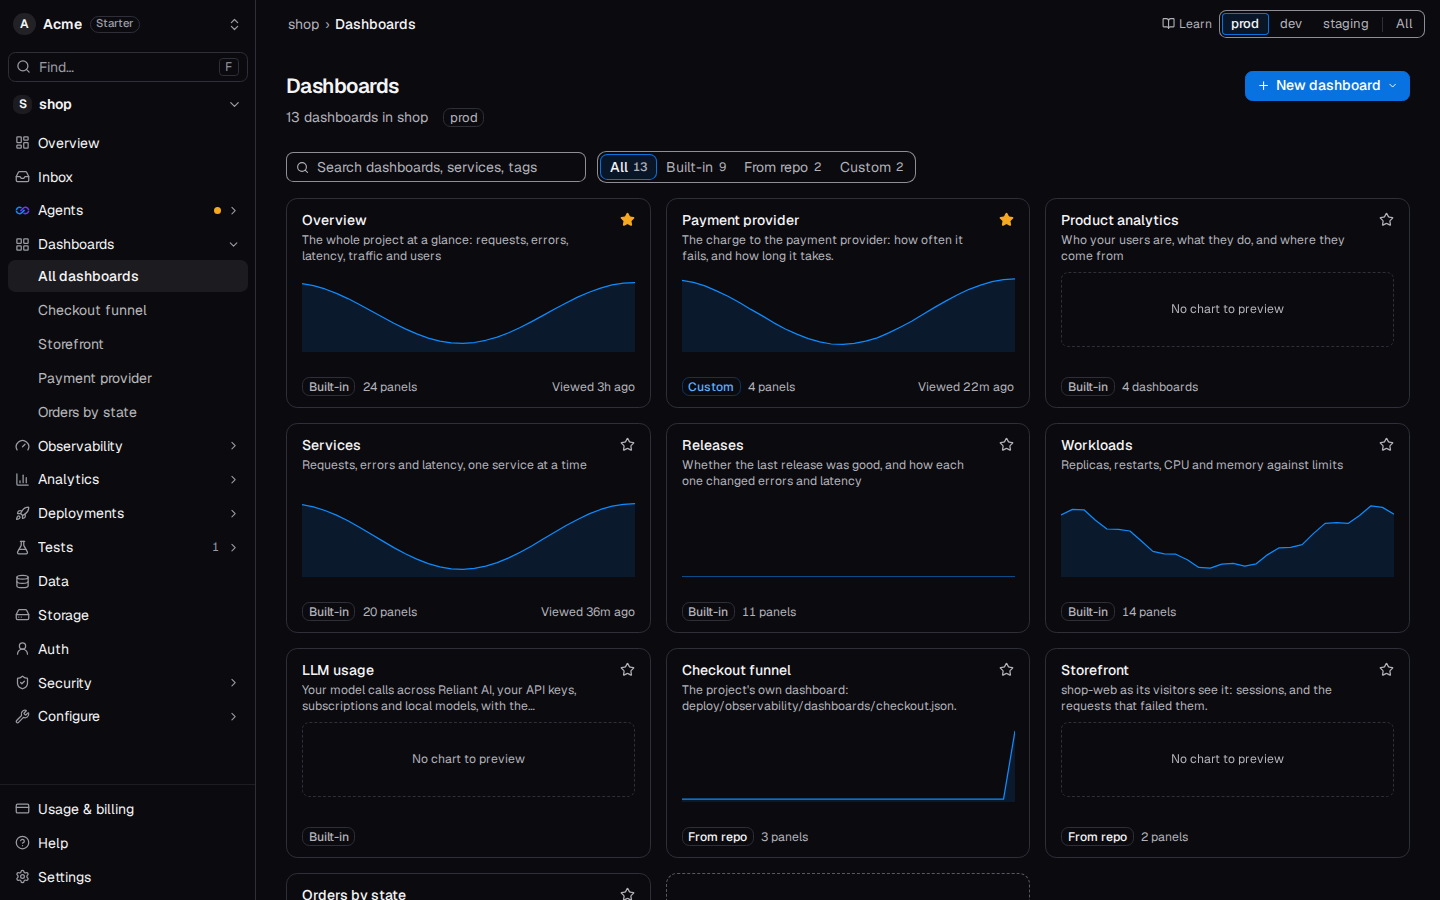 A Acme Starter
Find...
F
S shop
Overview
Inbox
Agents
Dashboards
All dashboards
Checkout funnel
Storefront
Payment provider
Orders by state
Observability
Analytics
Deployments
Tests 1
Data
Storage
Auth
Security
Configure
Usage & billing
Help
Settings
shop › Dashboards
Learn
prod dev staging All
Dashboards
13 dashboards in shop prod
New dashboard
Search dashboards, services, tags
All 13 Built-in 9 From repo 2 Custom 2
Overview
The whole project at a glance: requests, errors,
latency, traffic and users
Built-in 24 panels Viewed 3h ago
Payment provider
The charge to the payment provider: how often it
fails, and how long it takes.
Custom 4 panels Viewed 22m ago
Product analytics
Who your users are, what they do, and where they
come from
No chart to preview
Built-in 4 dashboards
Services
Requests, errors and latency, one service at a time
Built-in 20 panels Viewed 36m ago
Releases
Whether the last release was good, and how each
one changed errors and latency
Built-in 11 panels
Workloads
Replicas, restarts, CPU and memory against limits
Built-in 14 panels
LLM usage
Your model calls across Reliant AI, your API keys,
subscriptions and local models, with the...
No chart to preview
Built-in
Checkout funnel
The project's own dashboard:
deploy/observability/dashboards/checkout.json.
From repo 3 panels
Storefront
shop-web as its visitors see it: sessions, and the
requests that failed them.
No chart to preview
From repo 2 panels
Orders by state